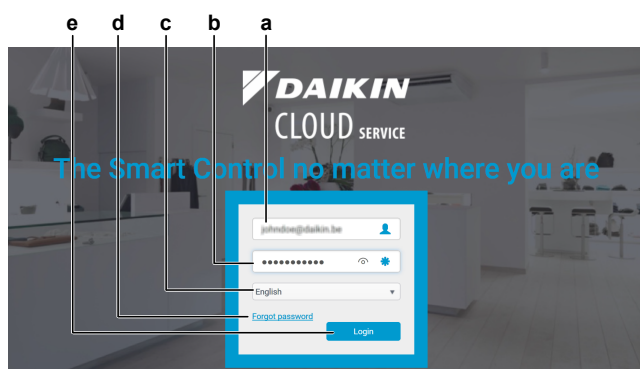 e d c b a
DAIKIN
CLOUD SERVICE
The Smart Control no matter where you are
johndoe@daikin.be
English
Forgot password
Login